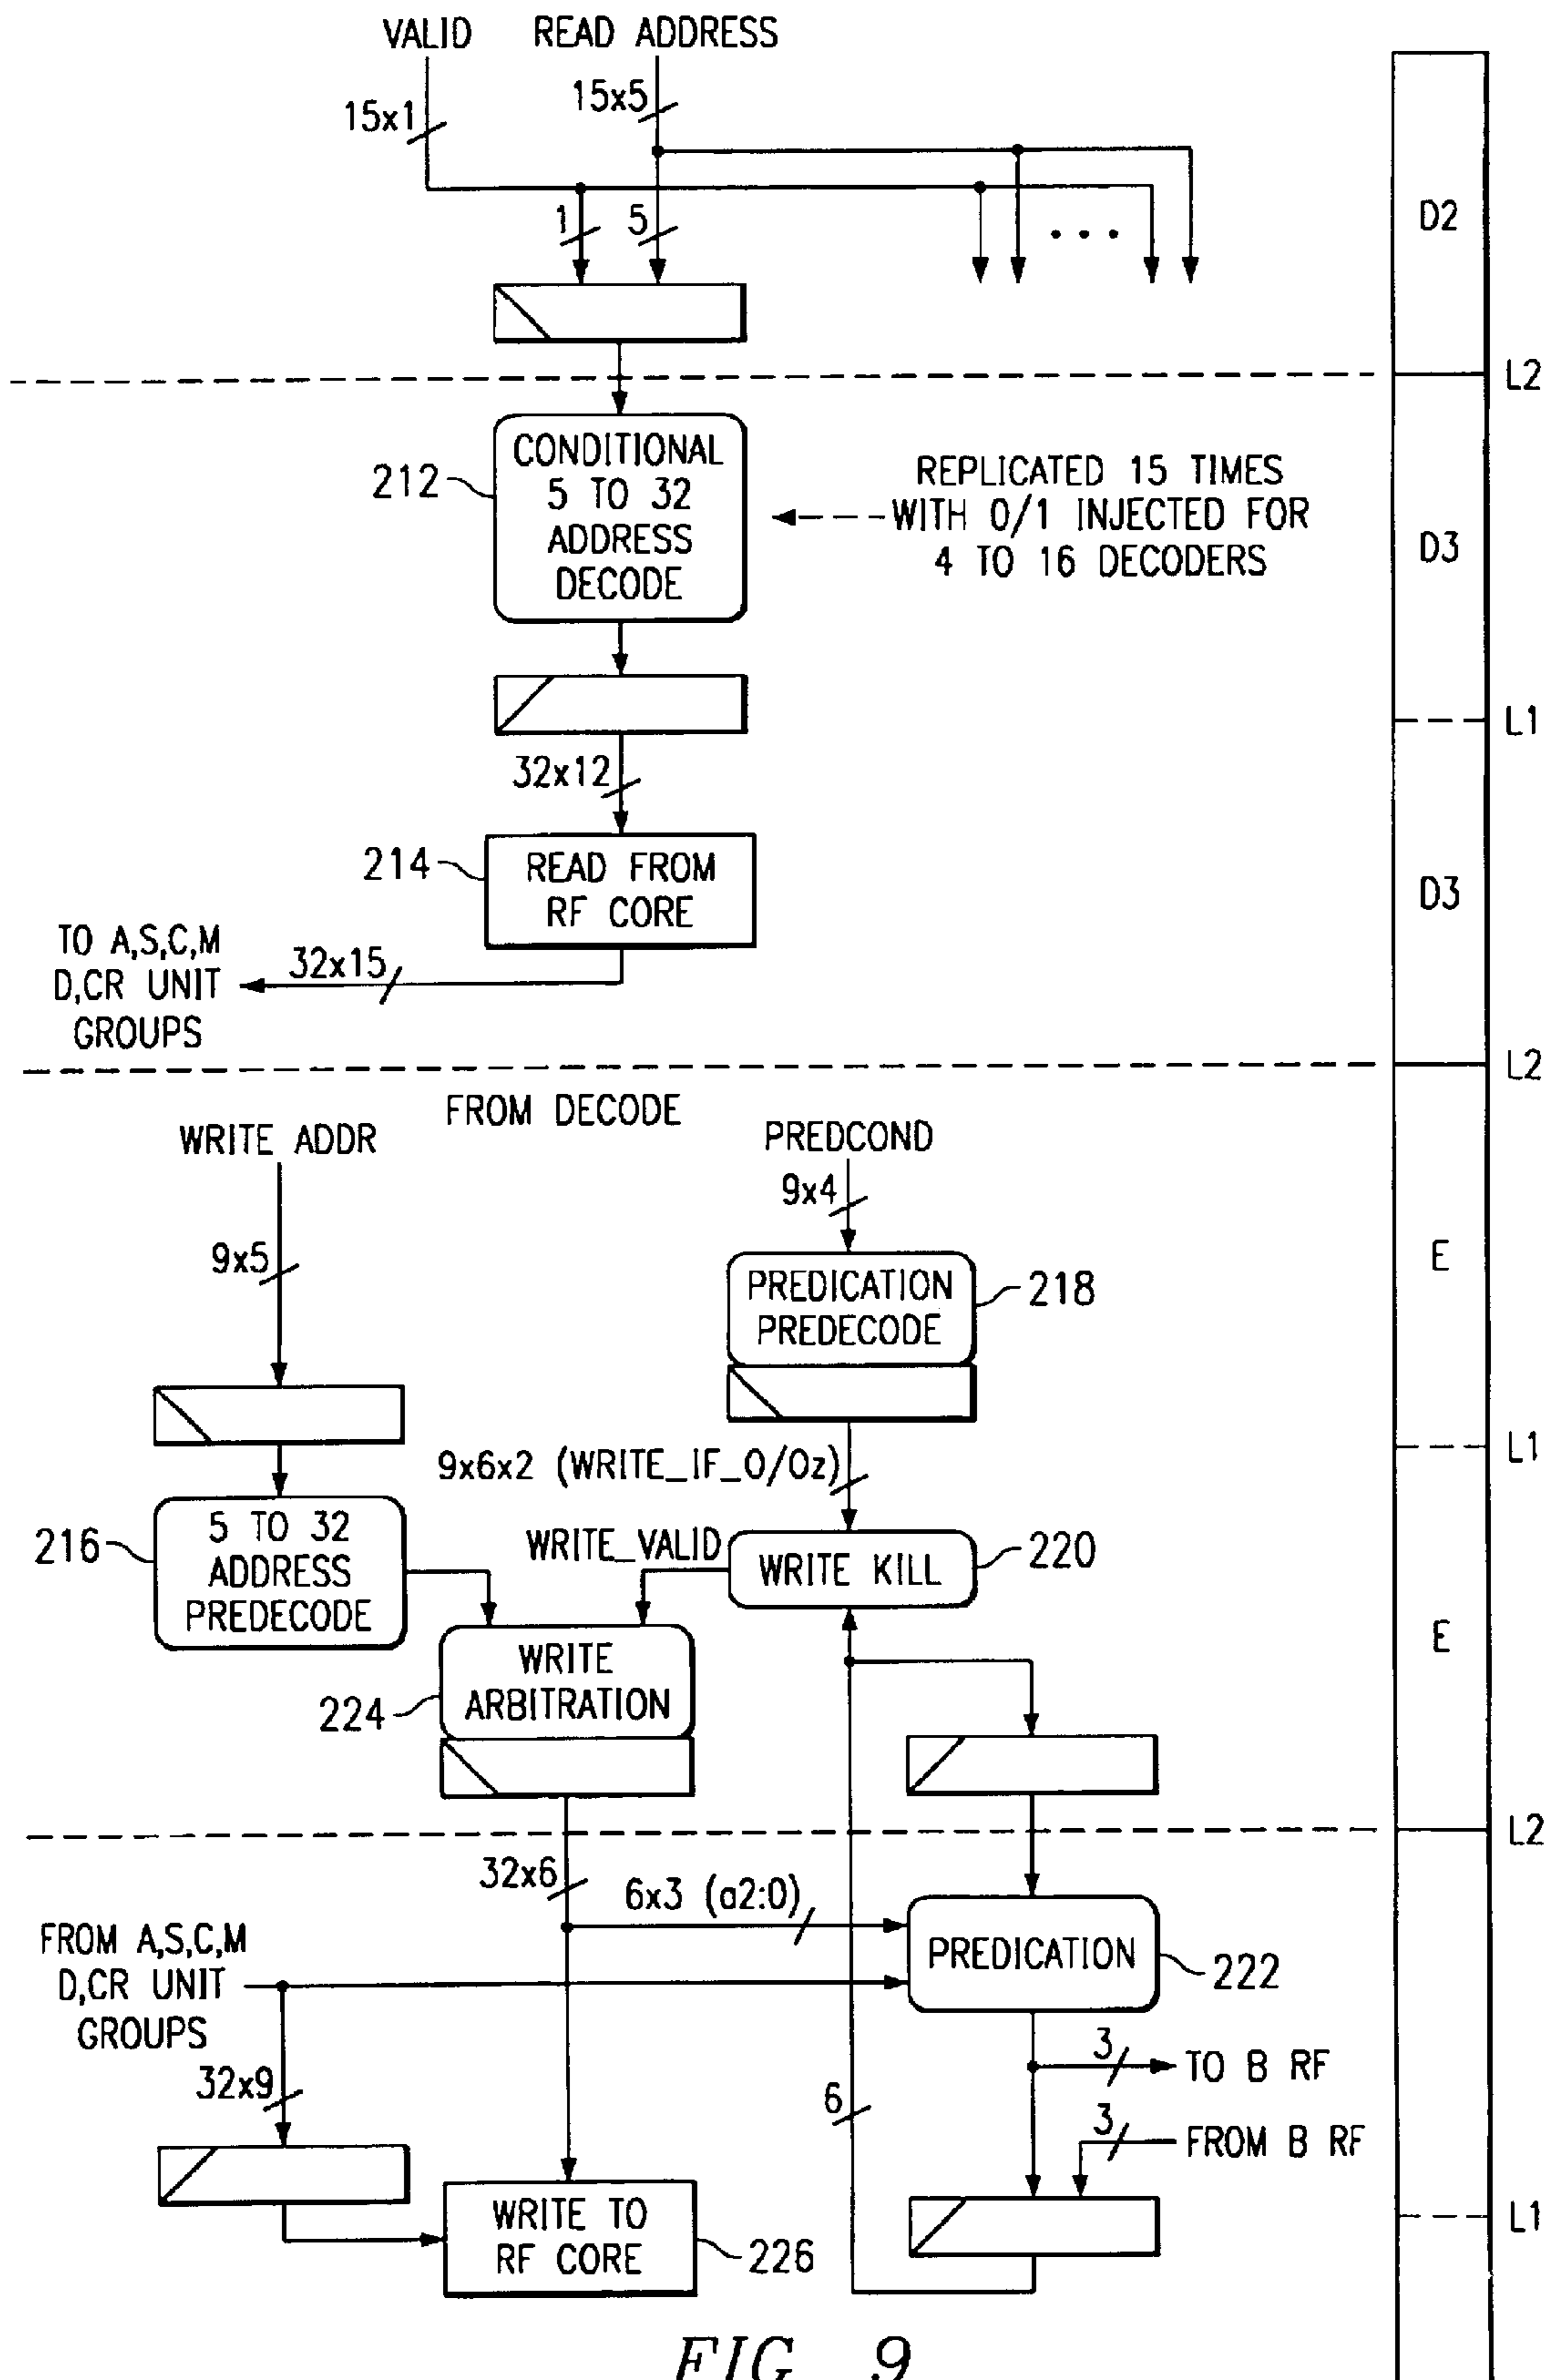 VALID READ ADDRESS
15x1
15x5
1
5
D2
L2
CONDITIONAL
5 TO 32
ADDRESS
DECODE
212
REPLICATED 15 TIMES
WITH 0/1 INJECTED FOR
4 TO 16 DECODERS
D3
L1
32x12
214
READ FROM
RF CORE
D3
TO A,S,C,M
D,CR UNIT
GROUPS
32x15
L2
FROM DECODE
WRITE ADDR
PREDCOND
9x4
9x5
PREDICATION
PREDECODE
218
E
L1
9x6x2 (WRITE_IF_0/0z)
216
5 TO 32
ADDRESS
PREDECODE
WRITE_VALID
WRITE KILL
220
E
WRITE
ARBITRATION
224
L2
32x6
6x3 (a2:0)
FROM A,S,C,M
D,CR UNIT
GROUPS
PREDICATION
222
3
TO B RF
32x9
6
3
FROM B RF
WRITE TO
RF CORE
226
L1
FIG. 9